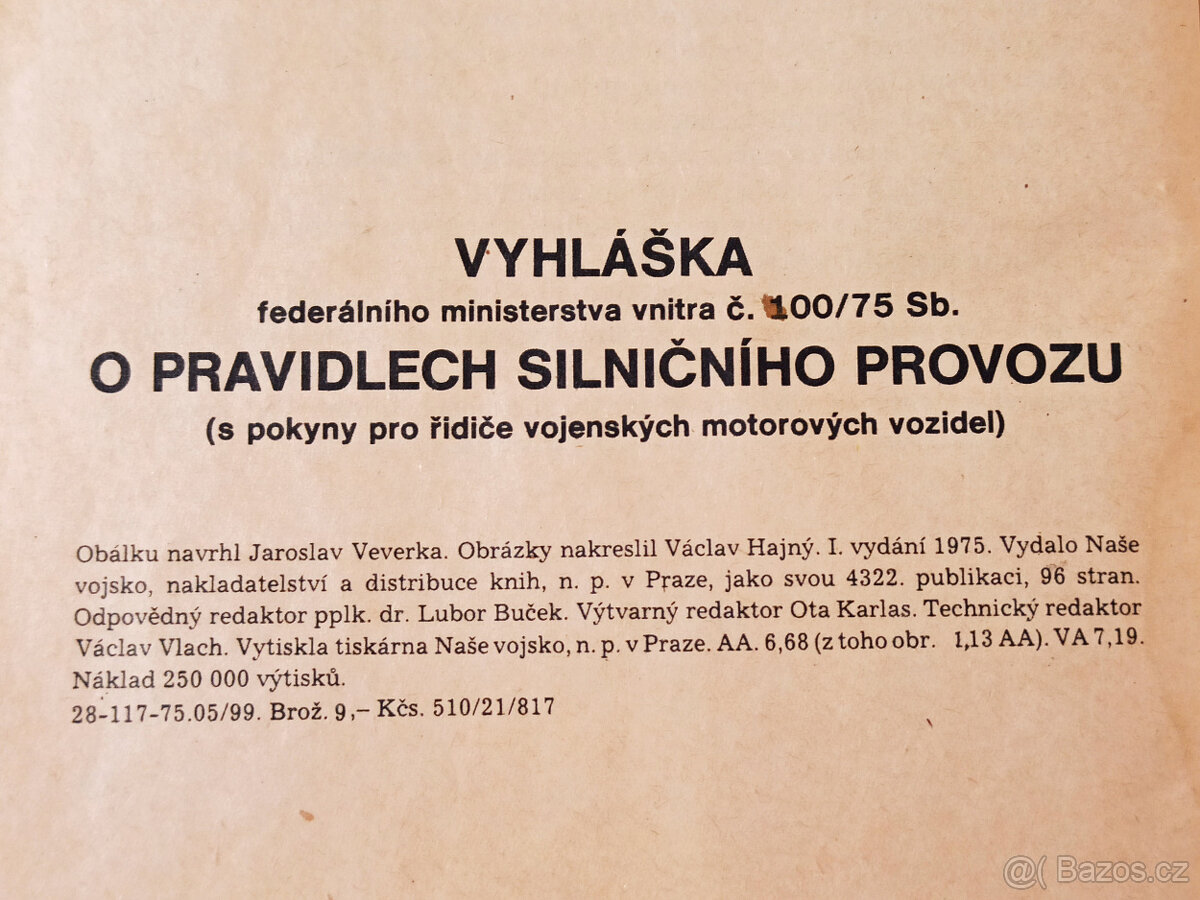 VYHLÁŠKA
federálního ministerstva vnitra č. 100/75 Sb.
O PRAVIDLECH SILNIČNÍHO PROVOZU
(s pokyny pro řidiče vojenských motorových vozidel)
Obálku navrhl Jaroslav Veverka. Obrázky nakreslil Václav Hajný. I. vydání 1975. Vydalo Naše
vojsko, nakladatelství a distribuce knih, n. p. v Praze, jako svou 4322. publikaci, 96 stran.
Odpovědný redaktor pplk. dr. Lubor Buček. Výtvarný redaktor Ota Karlas. Technický redaktor
Václav Vlach. Vytiskla tiskárna Naše vojsko, n. p. v Praze. AA. 6,68 (z toho obr. 1,13 AA). VA 7,19.
Náklad 250 000 výtisků.
28-117-75.05/99. Brož. 9,– Kčs. 510/21/817
@( Bazos.cz